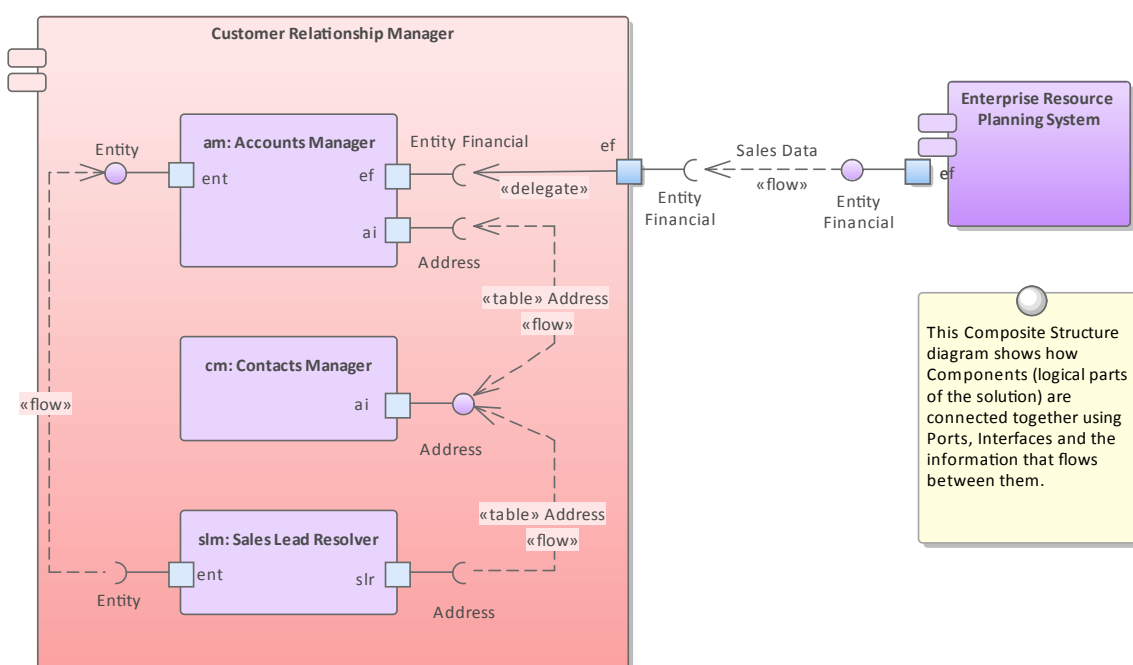 Customer Relationship Manager
am: Accounts Manager
Entity
ent
ef
Entity Financial
«delegate»
ef
ai
Address
«table» Address
«flow»
cm: Contacts Manager
ai
Address
«flow»
«table» Address
«flow»
slm: Sales Lead Resolver
ent
slr
Entity
Address
Entity
Financial
Sales Data
«flow»
Entity
Financial
ef
Enterprise Resource
Planning System
This Composite Structure
diagram shows how
Components (logical parts
of the solution) are
connected together using
Ports, Interfaces and the
information that flows
between them.